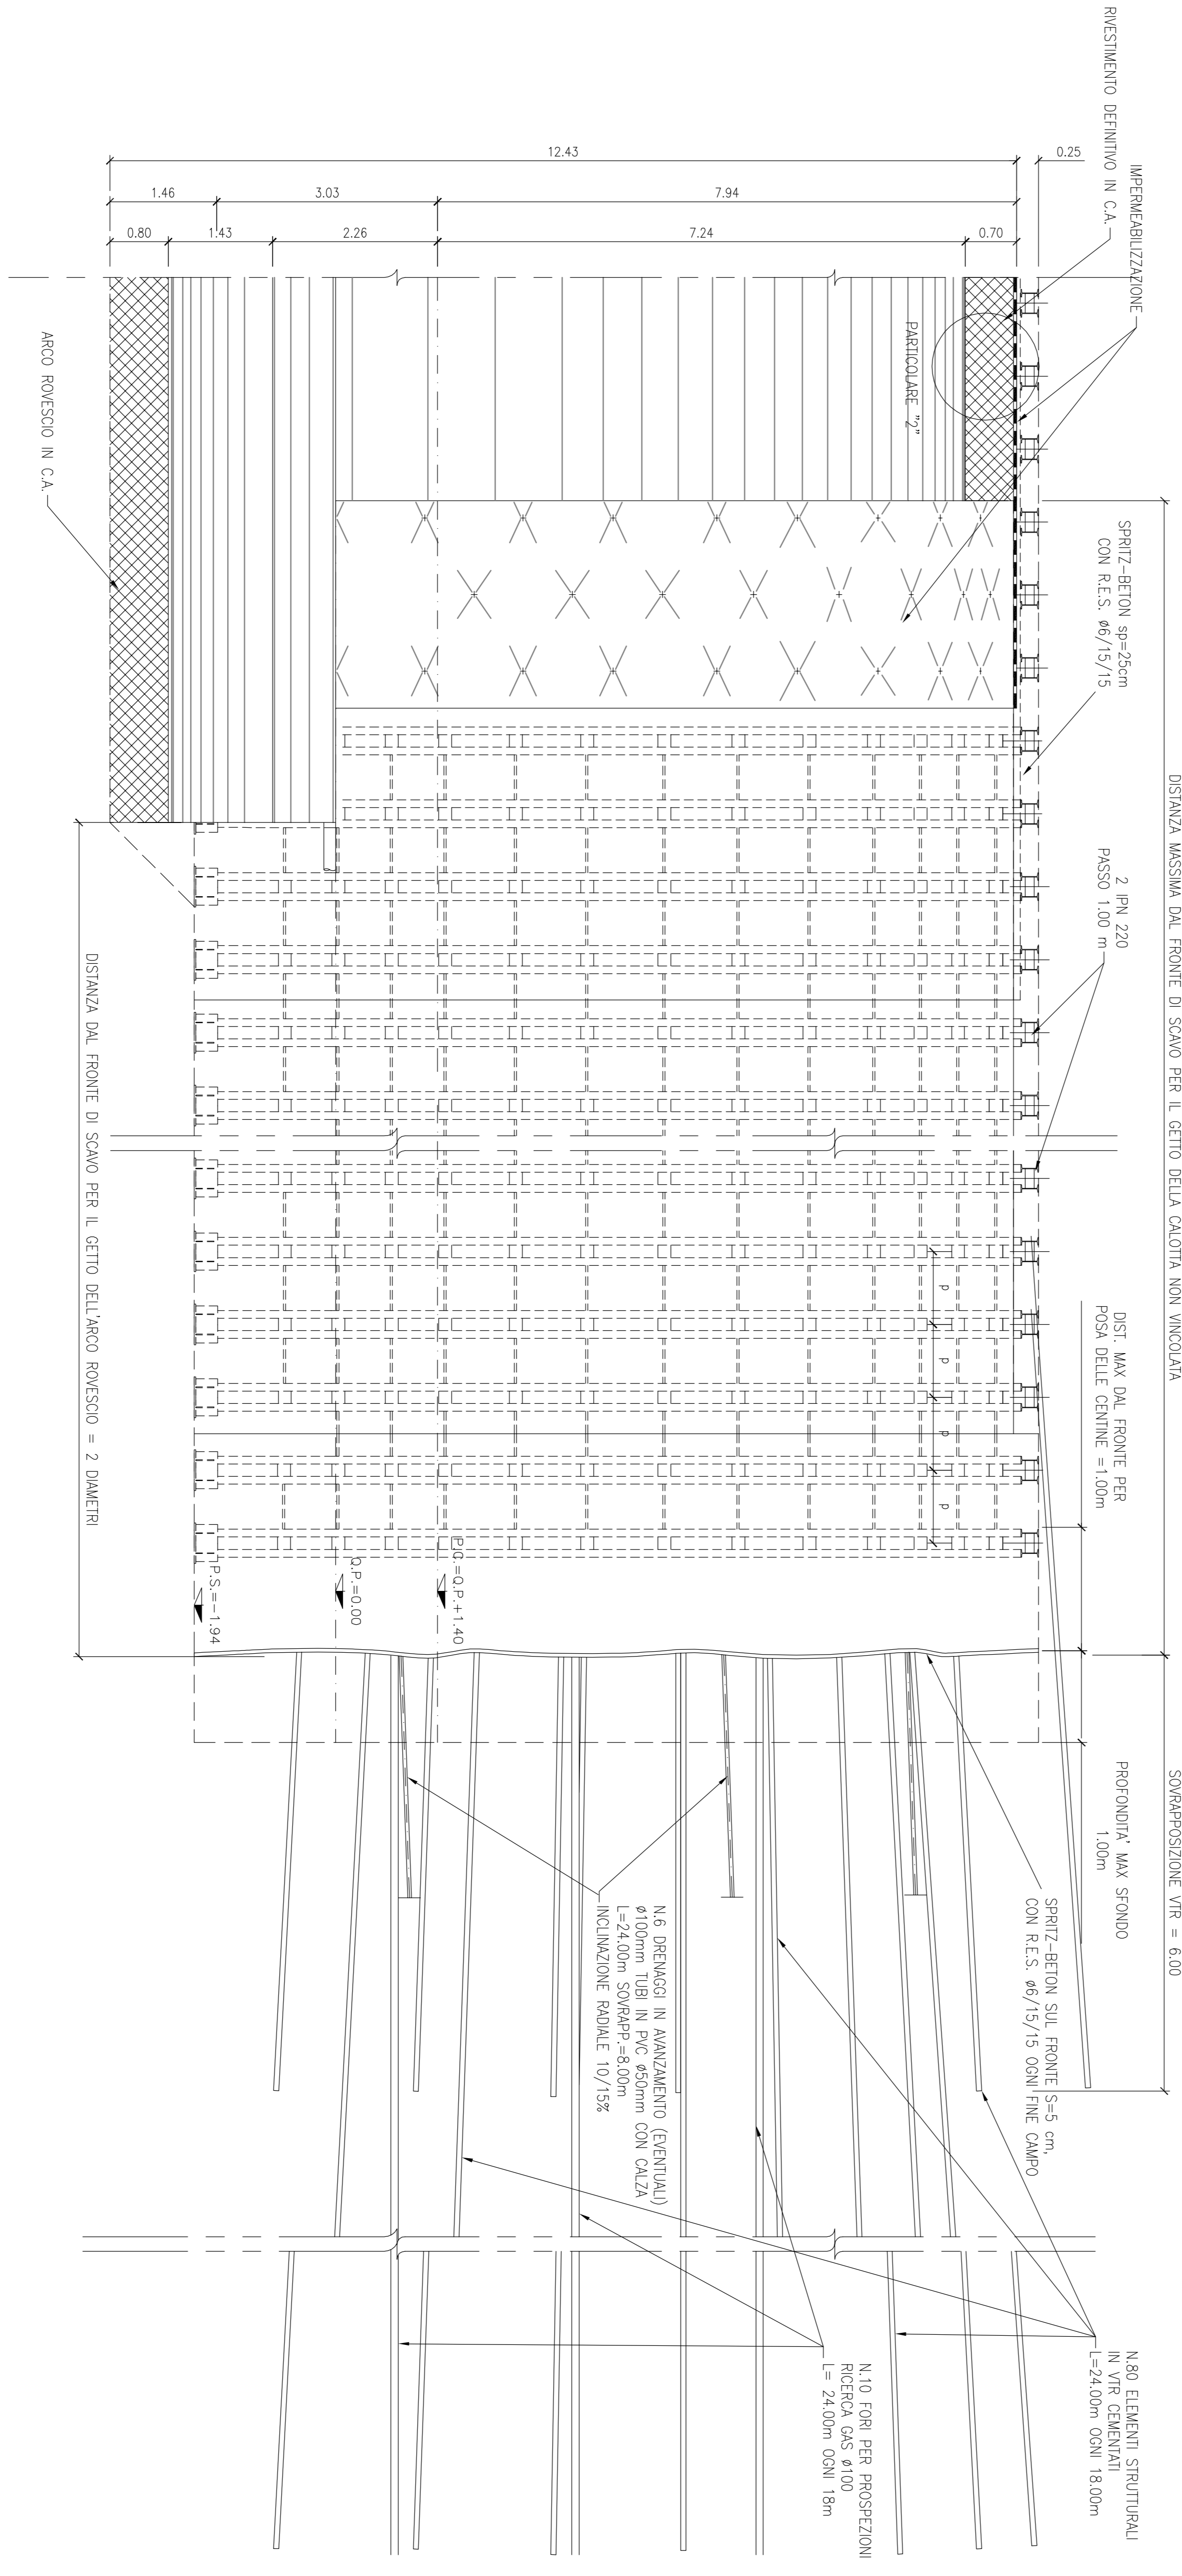 RIVESTIMENTO DEFINITIVO IN C.A.
IMPERMEABILIZZAZIONE
12.43
0.25
1.46
3.03
7.94
0.80
1.43
2.26
7.24
0.70
PARTICOLARE "2"
ARCO ROVESCIO IN C.A.
SPRITZ-BETON sp=25cm
CON R.E.S. ø6/15/15
DISTANZA MASSIMA DAL FRONTE DI SCAVO PER IL GETTO DELLA CALOTTA NON VINCOLATA
2 IPN 220
PASSO 1.00 m
DISTANZA DAL FRONTE DI SCAVO PER IL GETTO DELL'ARCO ROVESCIO = 2 DIAMETRI
DIST. MAX DAL FRONTE PER
POSA DELLE CENTINE =1.00m
p
p
p
p
P.C.=Q.P.+1.40
Q.P.=0.00
P.S.=-1.94
PROFONDITA' MAX SFONDO
1.00m
SOVRAPPOSIZIONE VTR = 6.00
SPRITZ-BETON SUL FRONTE S=5 cm,
CON R.E.S. ø6/15/15 OGNI FINE CAMPO
N.6 DRENAGGI IN AVANZAMENTO (EVENTUALI)
ø100mm TUBI IN PVC ø50mm CON CALZA
L=24.00m SOVRAPP.=8.00m
INCLINAZIONE RADIALE 10/15%
N.80 ELEMENTI STRUTTURALI
IN VTR CEMENTATI
L=24.00m OGNI 18.00m
N.10 FORI PER PROSPEZIONI
RICERCA GAS ø100
L= 24.00m OGNI 18m